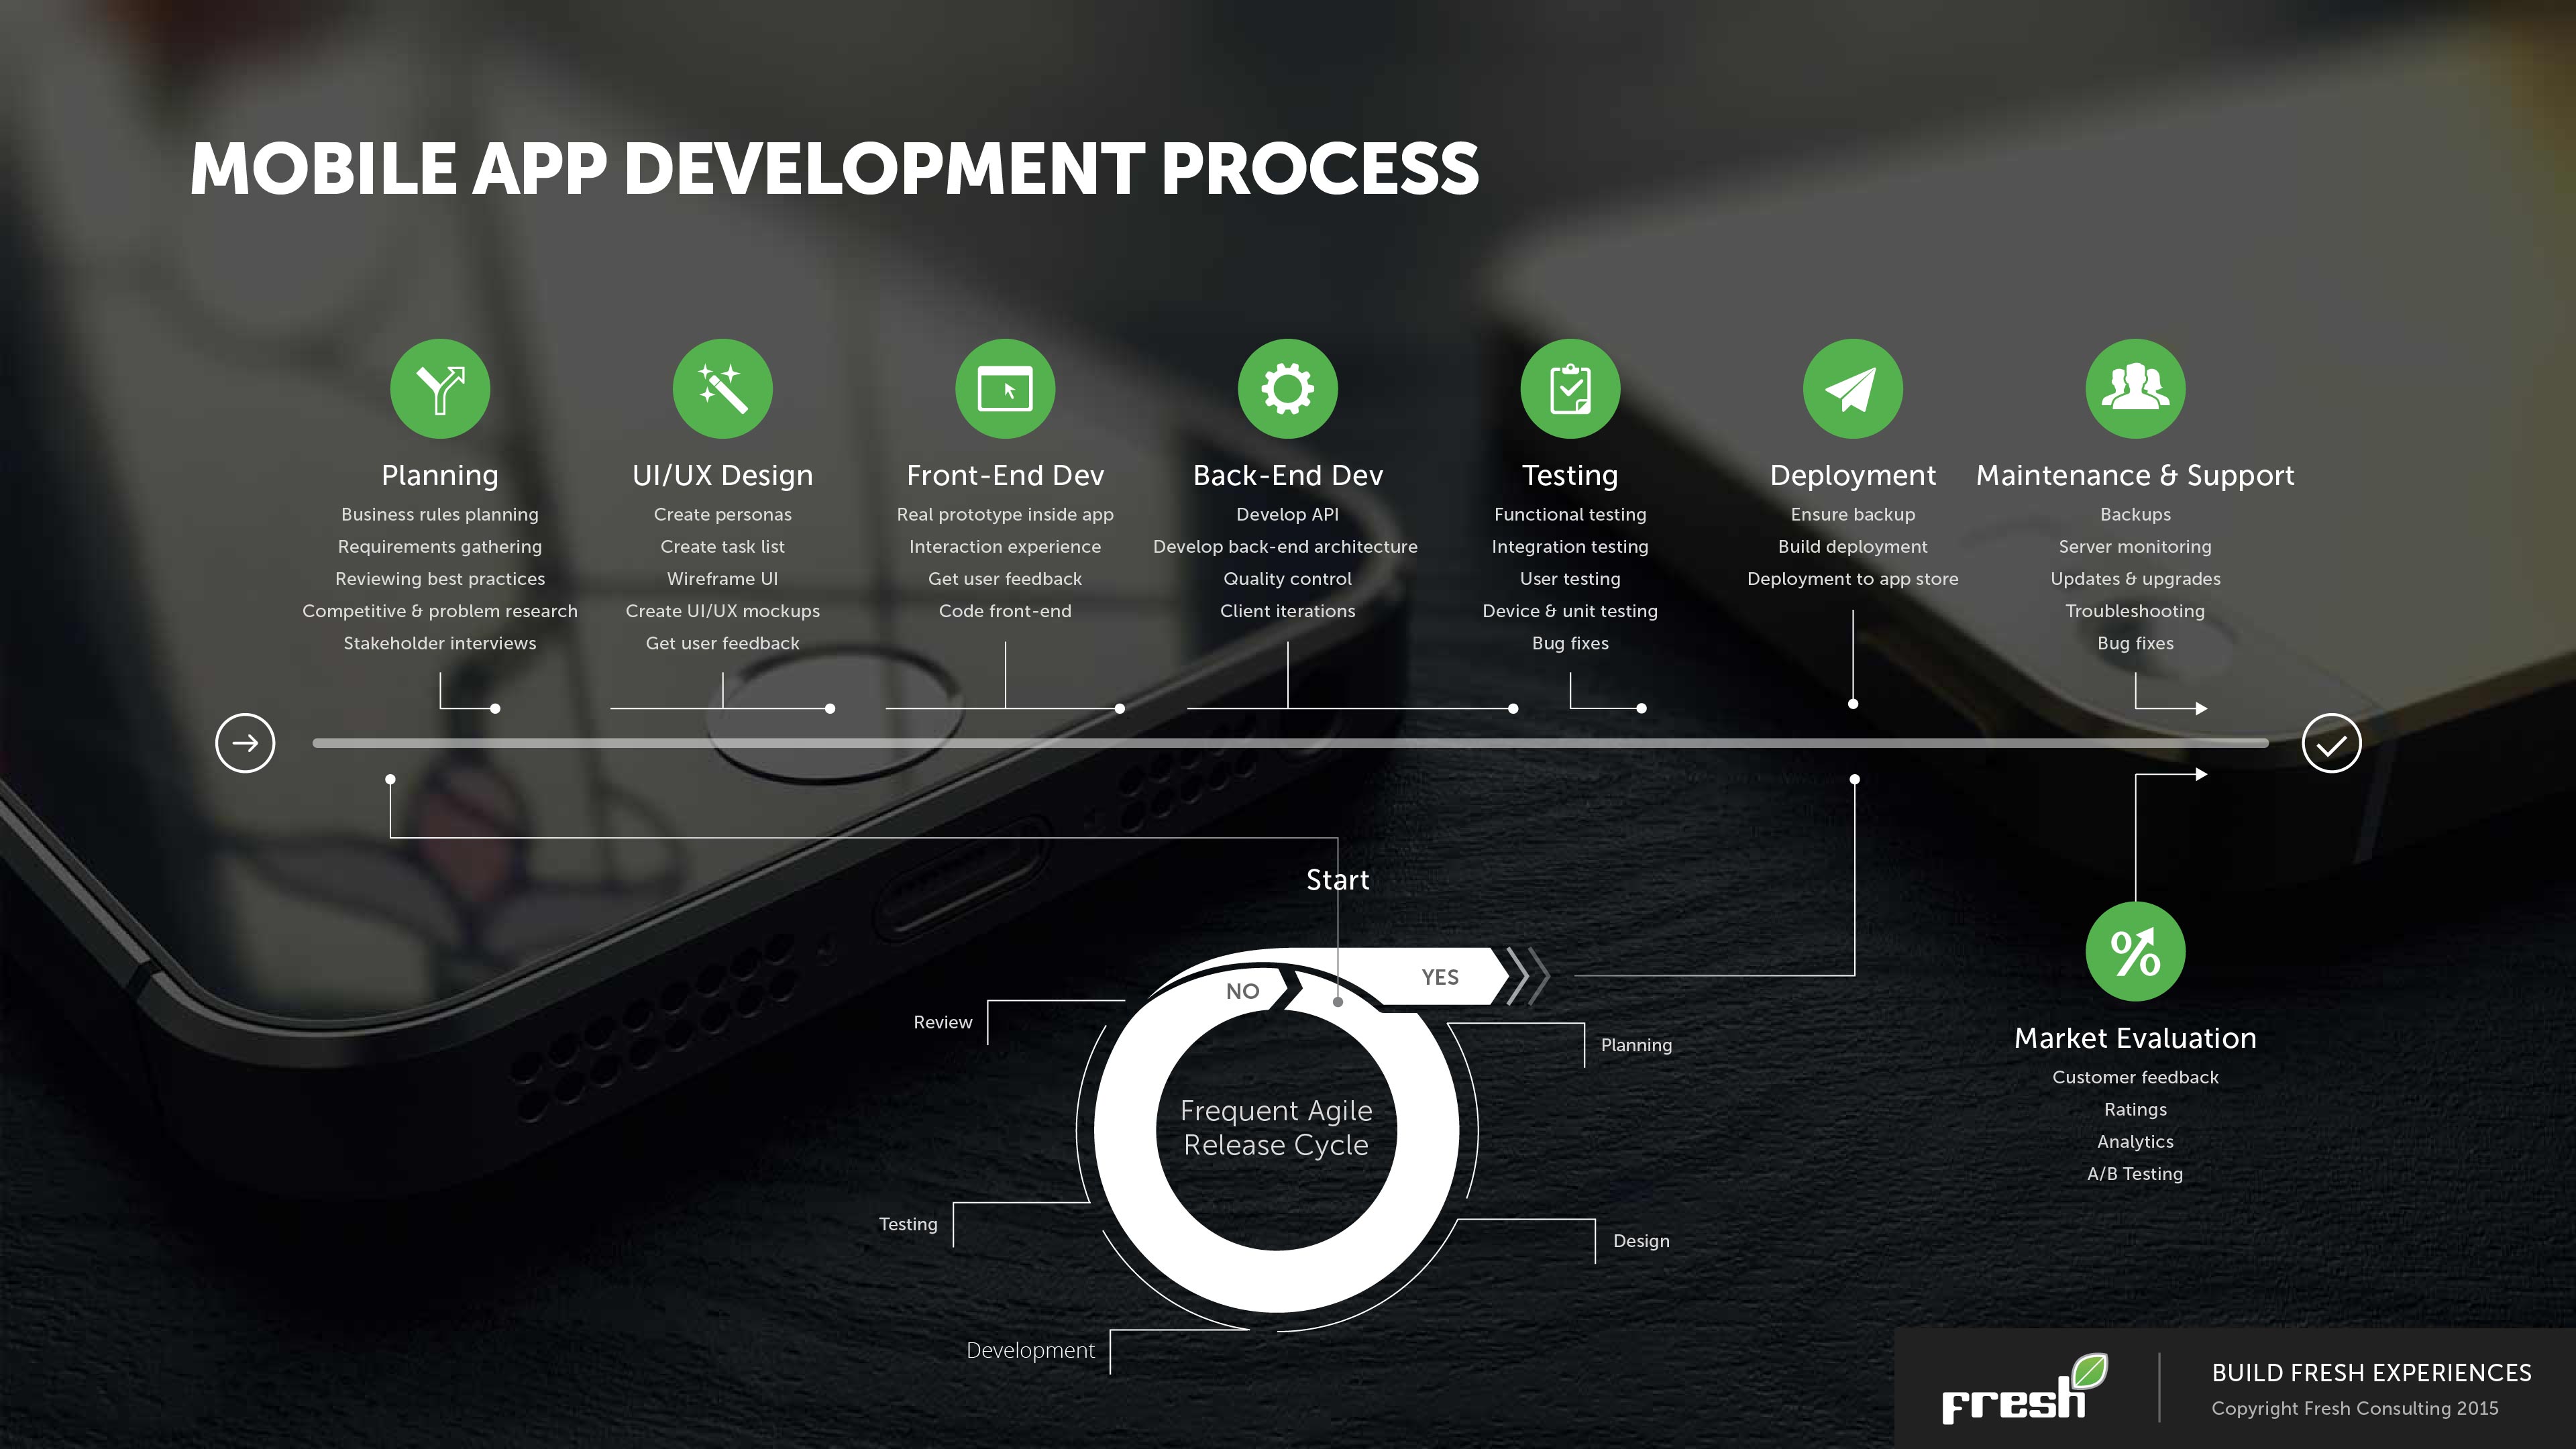 MOBILE APP DEVELOPMENT PROCESS
Planning
Business rules planning
Requirements gathering
Reviewing best practices
Competitive & problem research
Stakeholder interviews
UI/UX Design
Create personas
Create task list
Wireframe UI
Create UI/UX mockups
Get user feedback
Front-End Dev
Real prototype inside app
Interaction experience
Get user feedback
Code front-end
Back-End Dev
Develop API
Develop back-end architecture
Quality control
Client iterations
Testing
Functional testing
Integration testing
User testing
Device & unit testing
Bug fixes
Deployment
Ensure backup
Build deployment
Deployment to app store
Maintenance & Support
Backups
Server monitoring
Updates & upgrades
Troubleshooting
Bug fixes
Start
NO
YES
Review
Planning
Frequent Agile
Release Cycle
Testing
Design
Development
%
Market Evaluation
Customer feedback
Ratings
Analytics
A/B Testing
fresh
BUILD FRESH EXPERIENCES
Copyright Fresh Consulting 2015